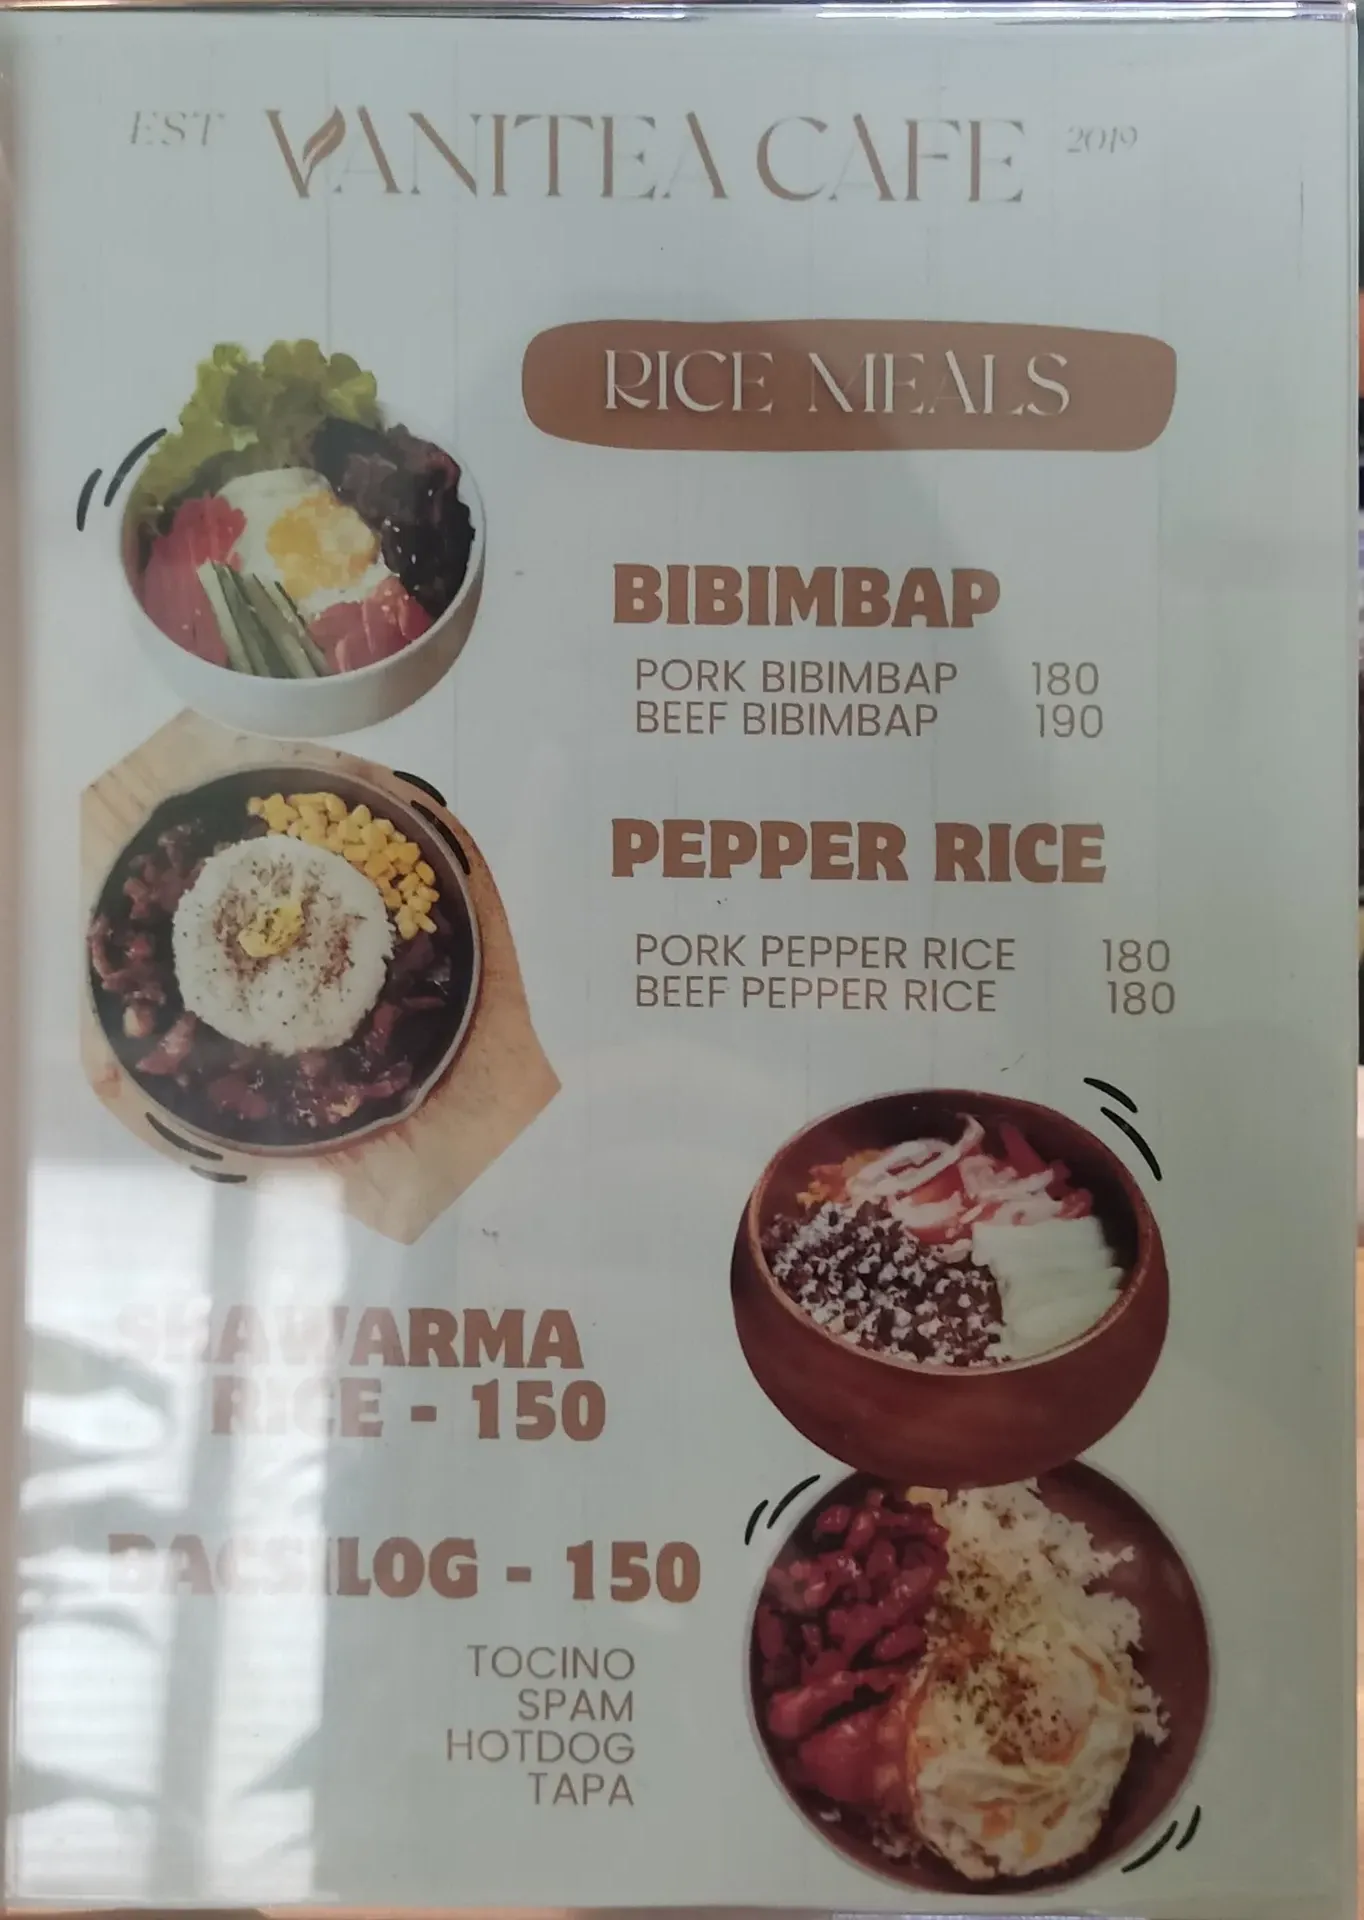 EST VANITEA CAFE 2019
RICE MEALS
BIBIMBAP
PORK BIBIMBAP 180
BEEF BIBIMBAP 190
PEPPER RICE
PORK PEPPER RICE 180
BEEF PEPPER RICE 180
SHAWARMA
RICE - 150
BACSILOG - 150
TOCINO
SPAM
HOTDOG
TAPA